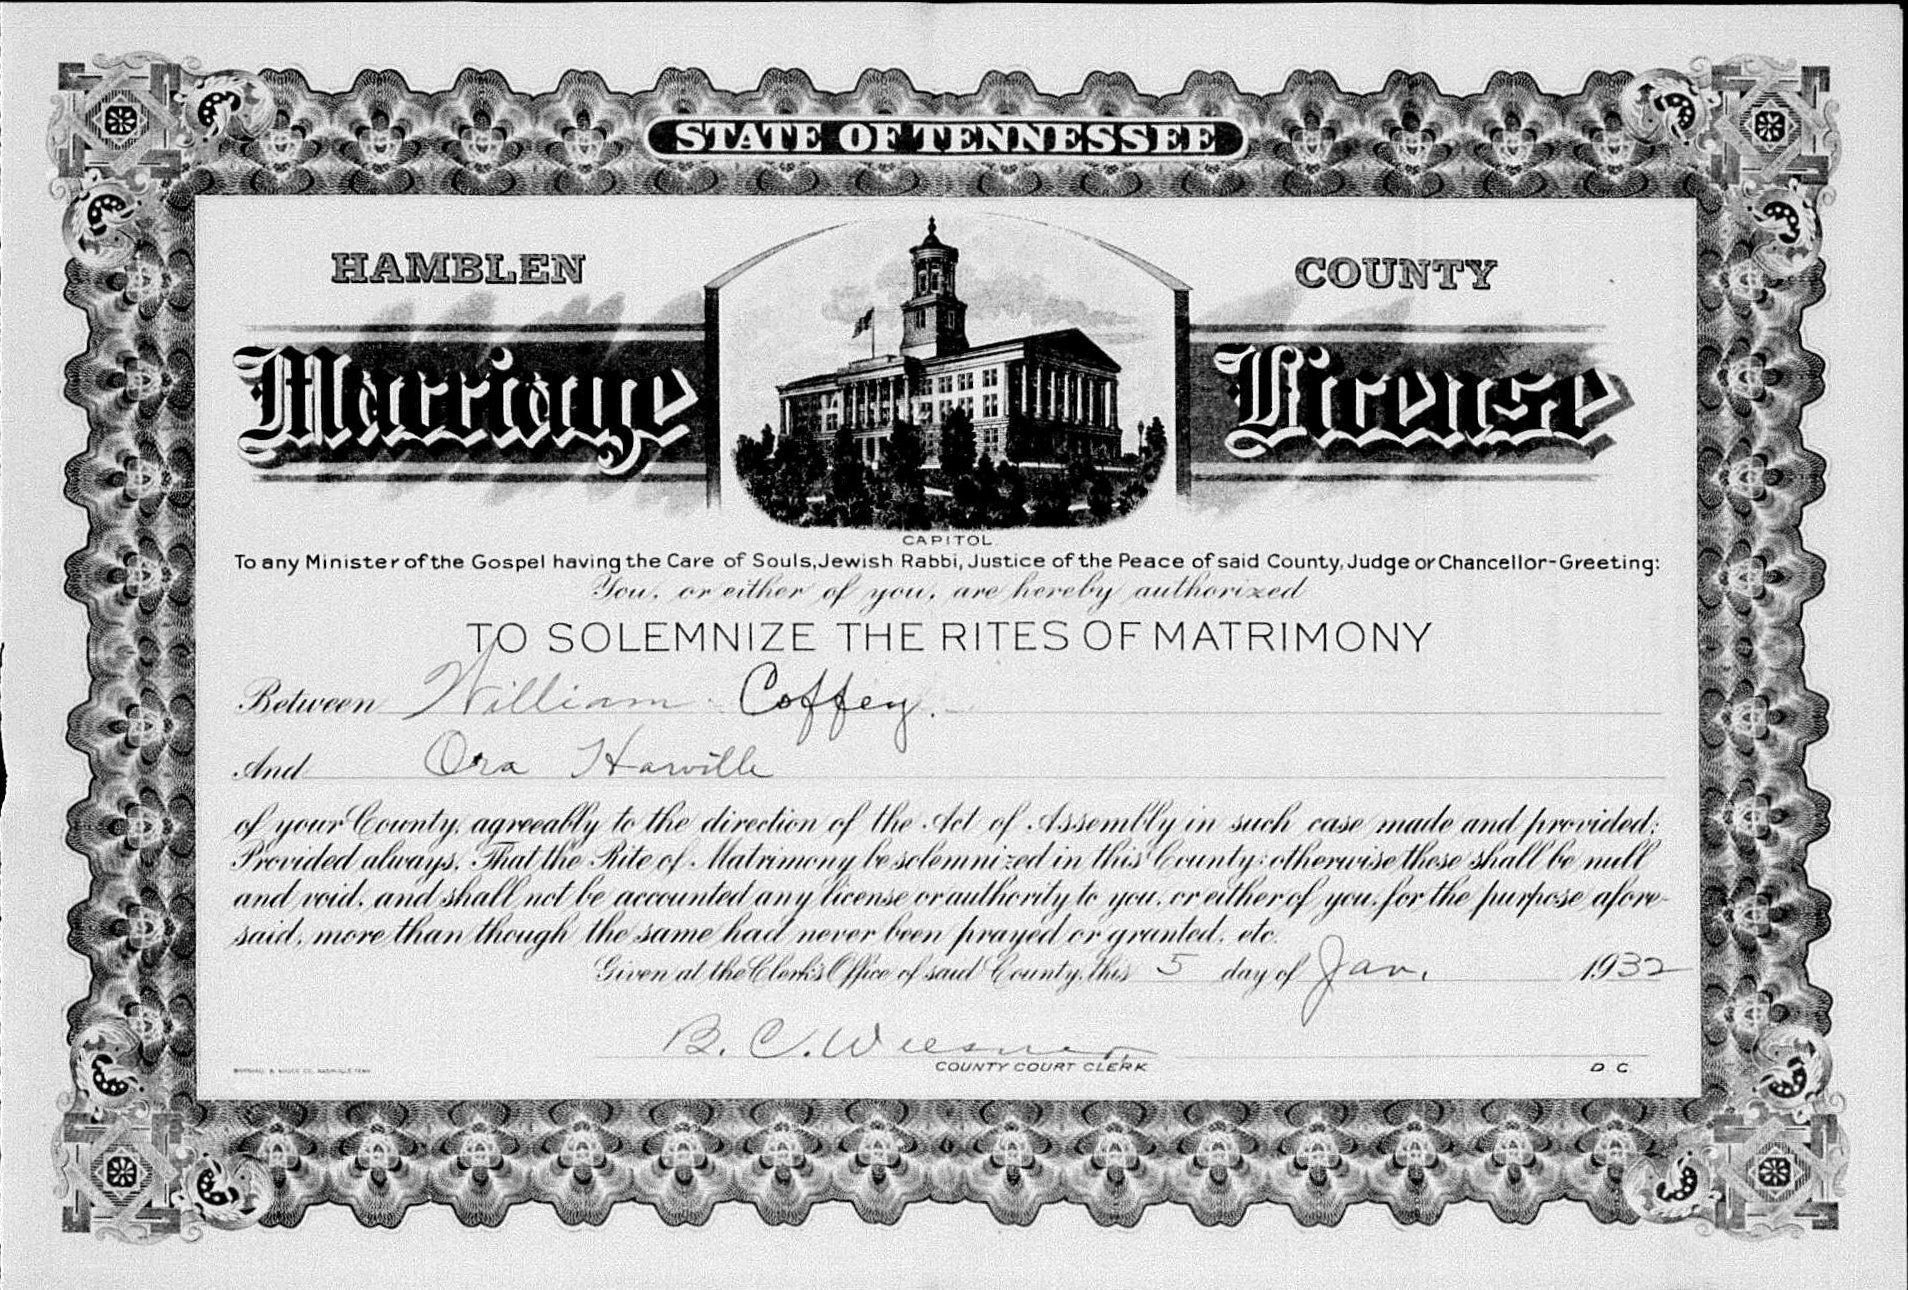 STATE OF TENNESSEE
HAMBLEN COUNTY
Marriage License
CAPITOL
To any Minister of the Gospel having the Care of Souls, Jewish Rabbi, Justice of the Peace of said County, Judge or Chancellor-Greeting:
You, or either of you, are hereby authorized
TO SOLEMNIZE THE RITES OF MATRIMONY
Between William Coffey.
And Ora Harville
of your County, agreeably to the direction of the Act of Assembly in such case made and provided:
Provided always, That the Rite of Matrimony be solemnized in this County; otherwise these shall be null
and void, and shall not be accounted any license or authority to you, or either of you, for the purpose afore-
said, more than though the same had never been prayed or granted, etc.
Given at the Clerk's Office of said County, this 5 day of Jan. 1932
B. C. Wiesner
COUNTY COURT CLERK D C